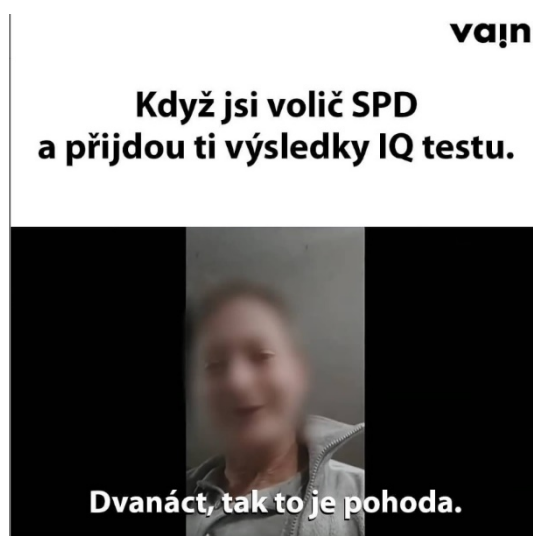 vain
Když jsi volič SPD
a přijdou ti výsledky IQ testu.
Dvanáct, tak to je pohoda.